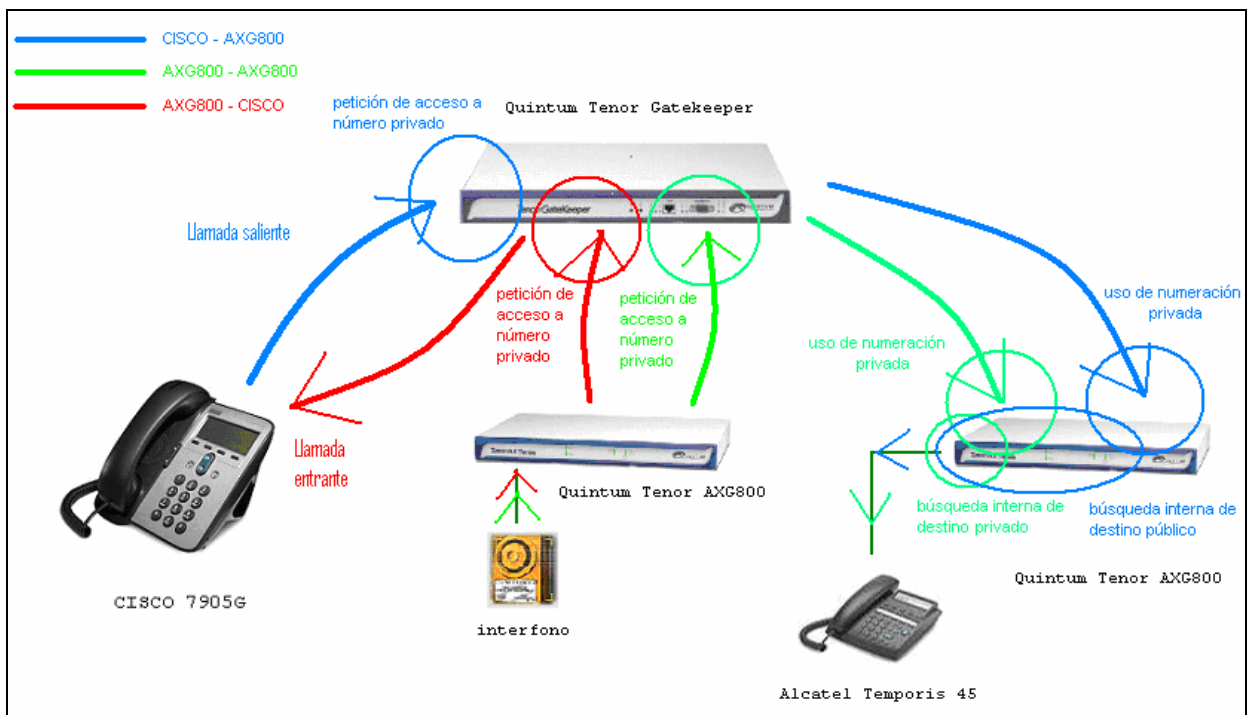 CISCO - AXG800
AXG800 - AXG800
AXG800 - CISCO
petición de acceso a
número privado
Quintum Tenor Gatekeeper
TenorGateKeeper
Llamada saliente
petición de
acceso a
número
privado
petición de
acceso a
número
privado
uso de numeración
privada
uso de numeración
privada
Llamada
entrante
Quintum Tenor AXG800
búsqueda interna de
destino privado
búsqueda interna de
destino público
Quintum Tenor AXG800
CISCO 7905G
interfono
Alcatel Temporis 45